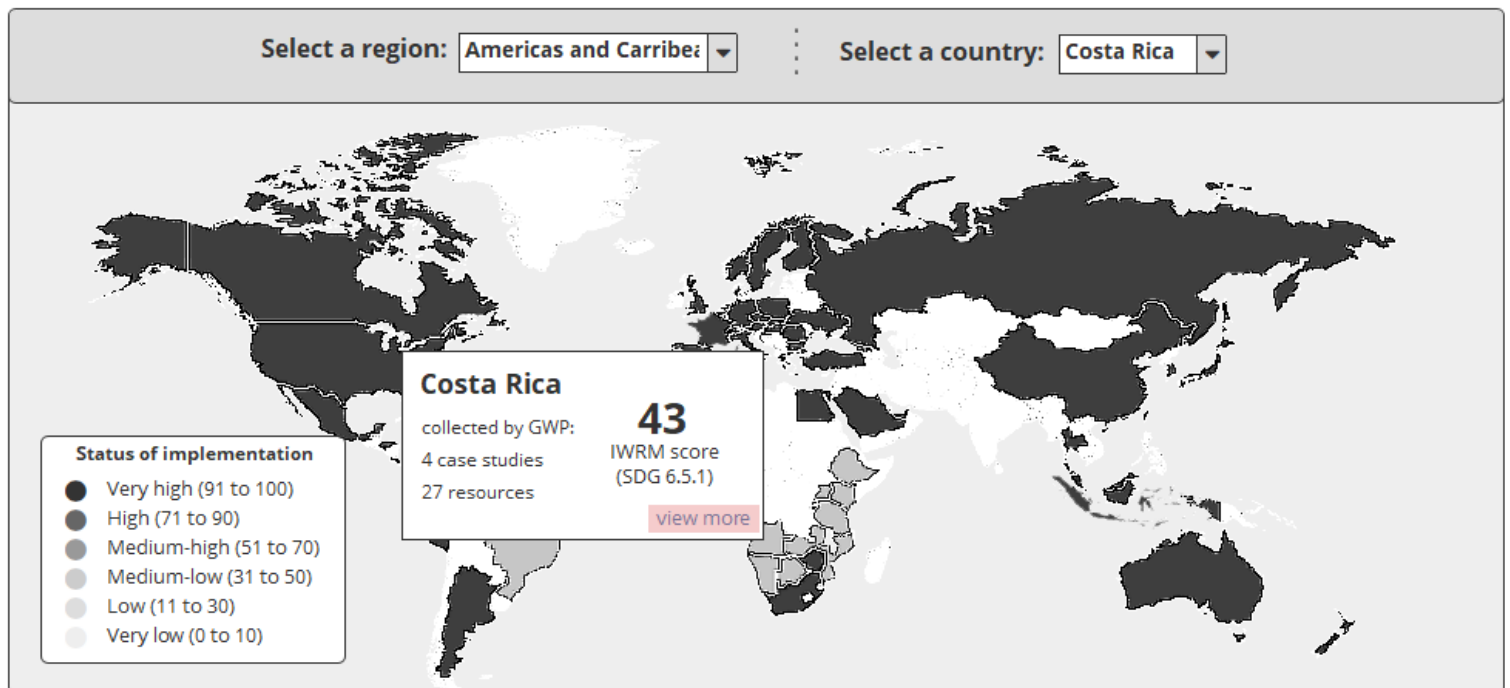 Select a region: Americas and Carribea Select a country: Costa Rica
Costa Rica
collected by GWP:
4 case studies
27 resources
43
IWRM score
(SDG 6.5.1)
view more
Status of implementation
Very high (91 to 100)
High (71 to 90)
Medium-high (51 to 70)
Medium-low (31 to 50)
Low (11 to 30)
Very low (0 to 10)